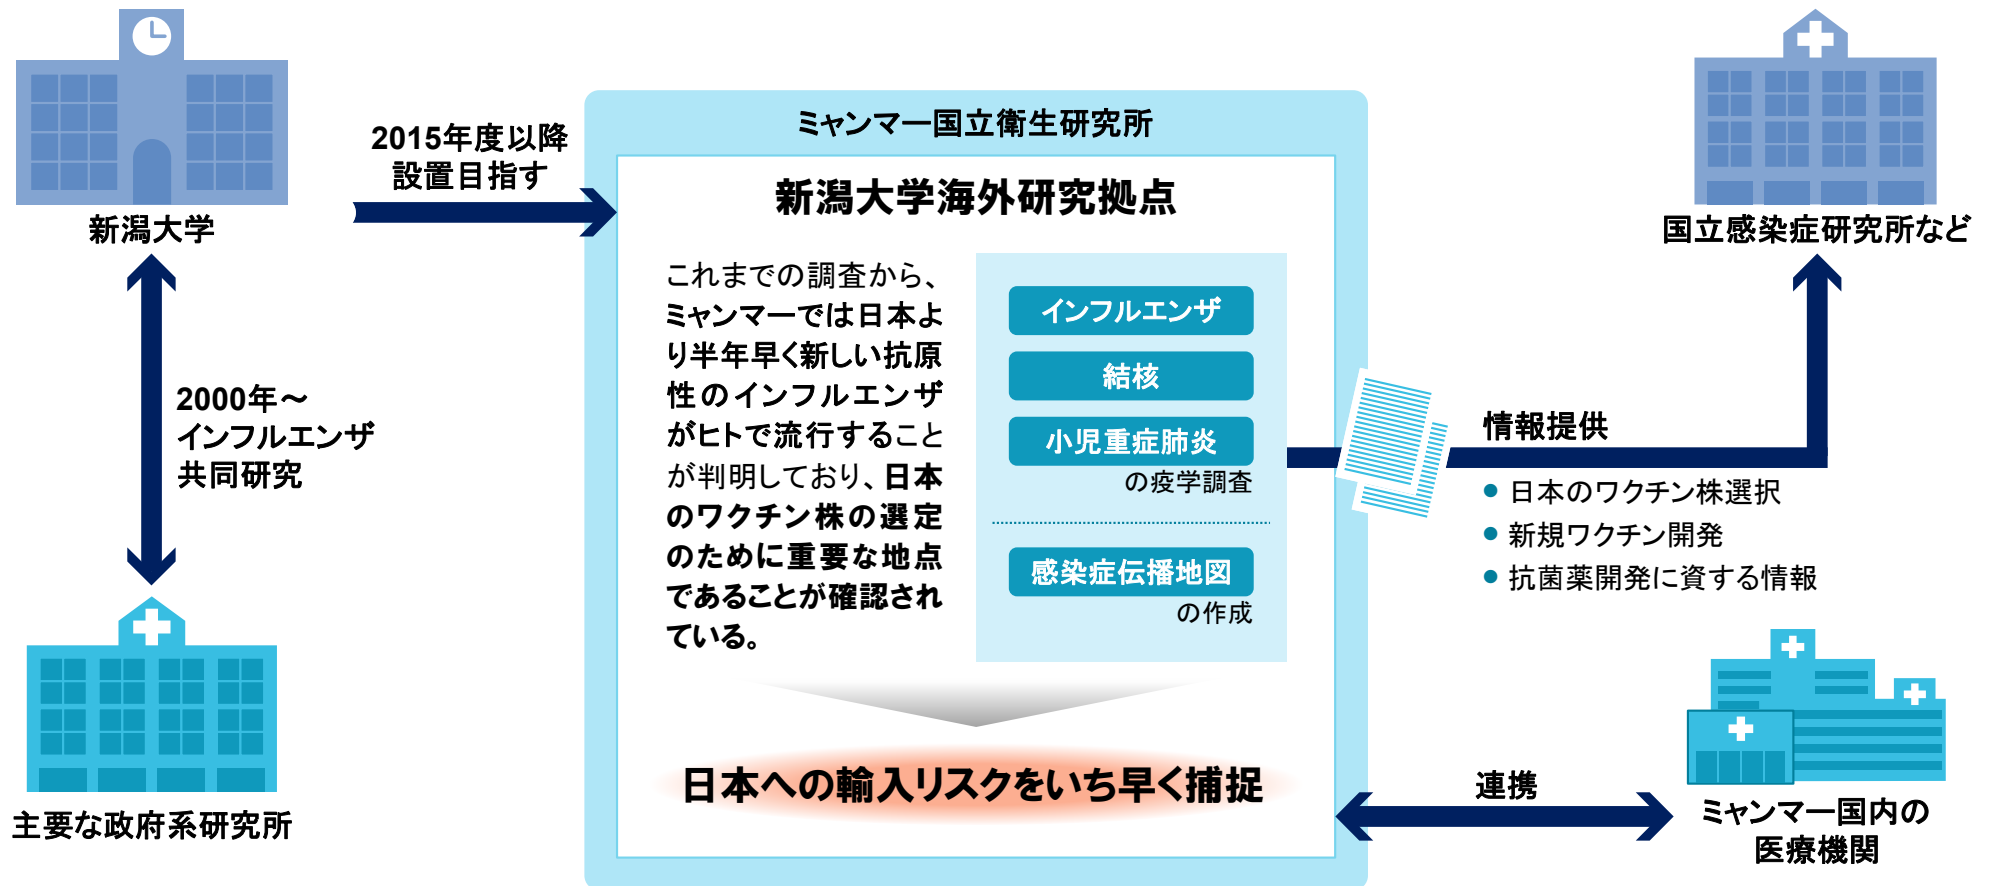 新潟大学
2015年度以降
設置目指す
2000年〜
インフルエンザ
共同研究
主要な政府系研究所
ミャンマー国立衛生研究所
新潟大学海外研究拠点
これまでの調査から、
ミャンマーでは日本よ
り半年早く新しい抗原
性のインフルエンザ
がヒトで流行すること
が判明しており、日本
のワクチン株の選定
のために重要な地点
であることが確認され
ている。
インフルエンザ
結核
小児重症肺炎
の疫学調査
感染症伝播地図
の作成
日本への輸入リスクをいち早く捕捉
国立感染症研究所など
情報提供
● 日本のワクチン株選択
● 新規ワクチン開発
● 抗菌薬開発に資する情報
連携
ミャンマー国内の
医療機関